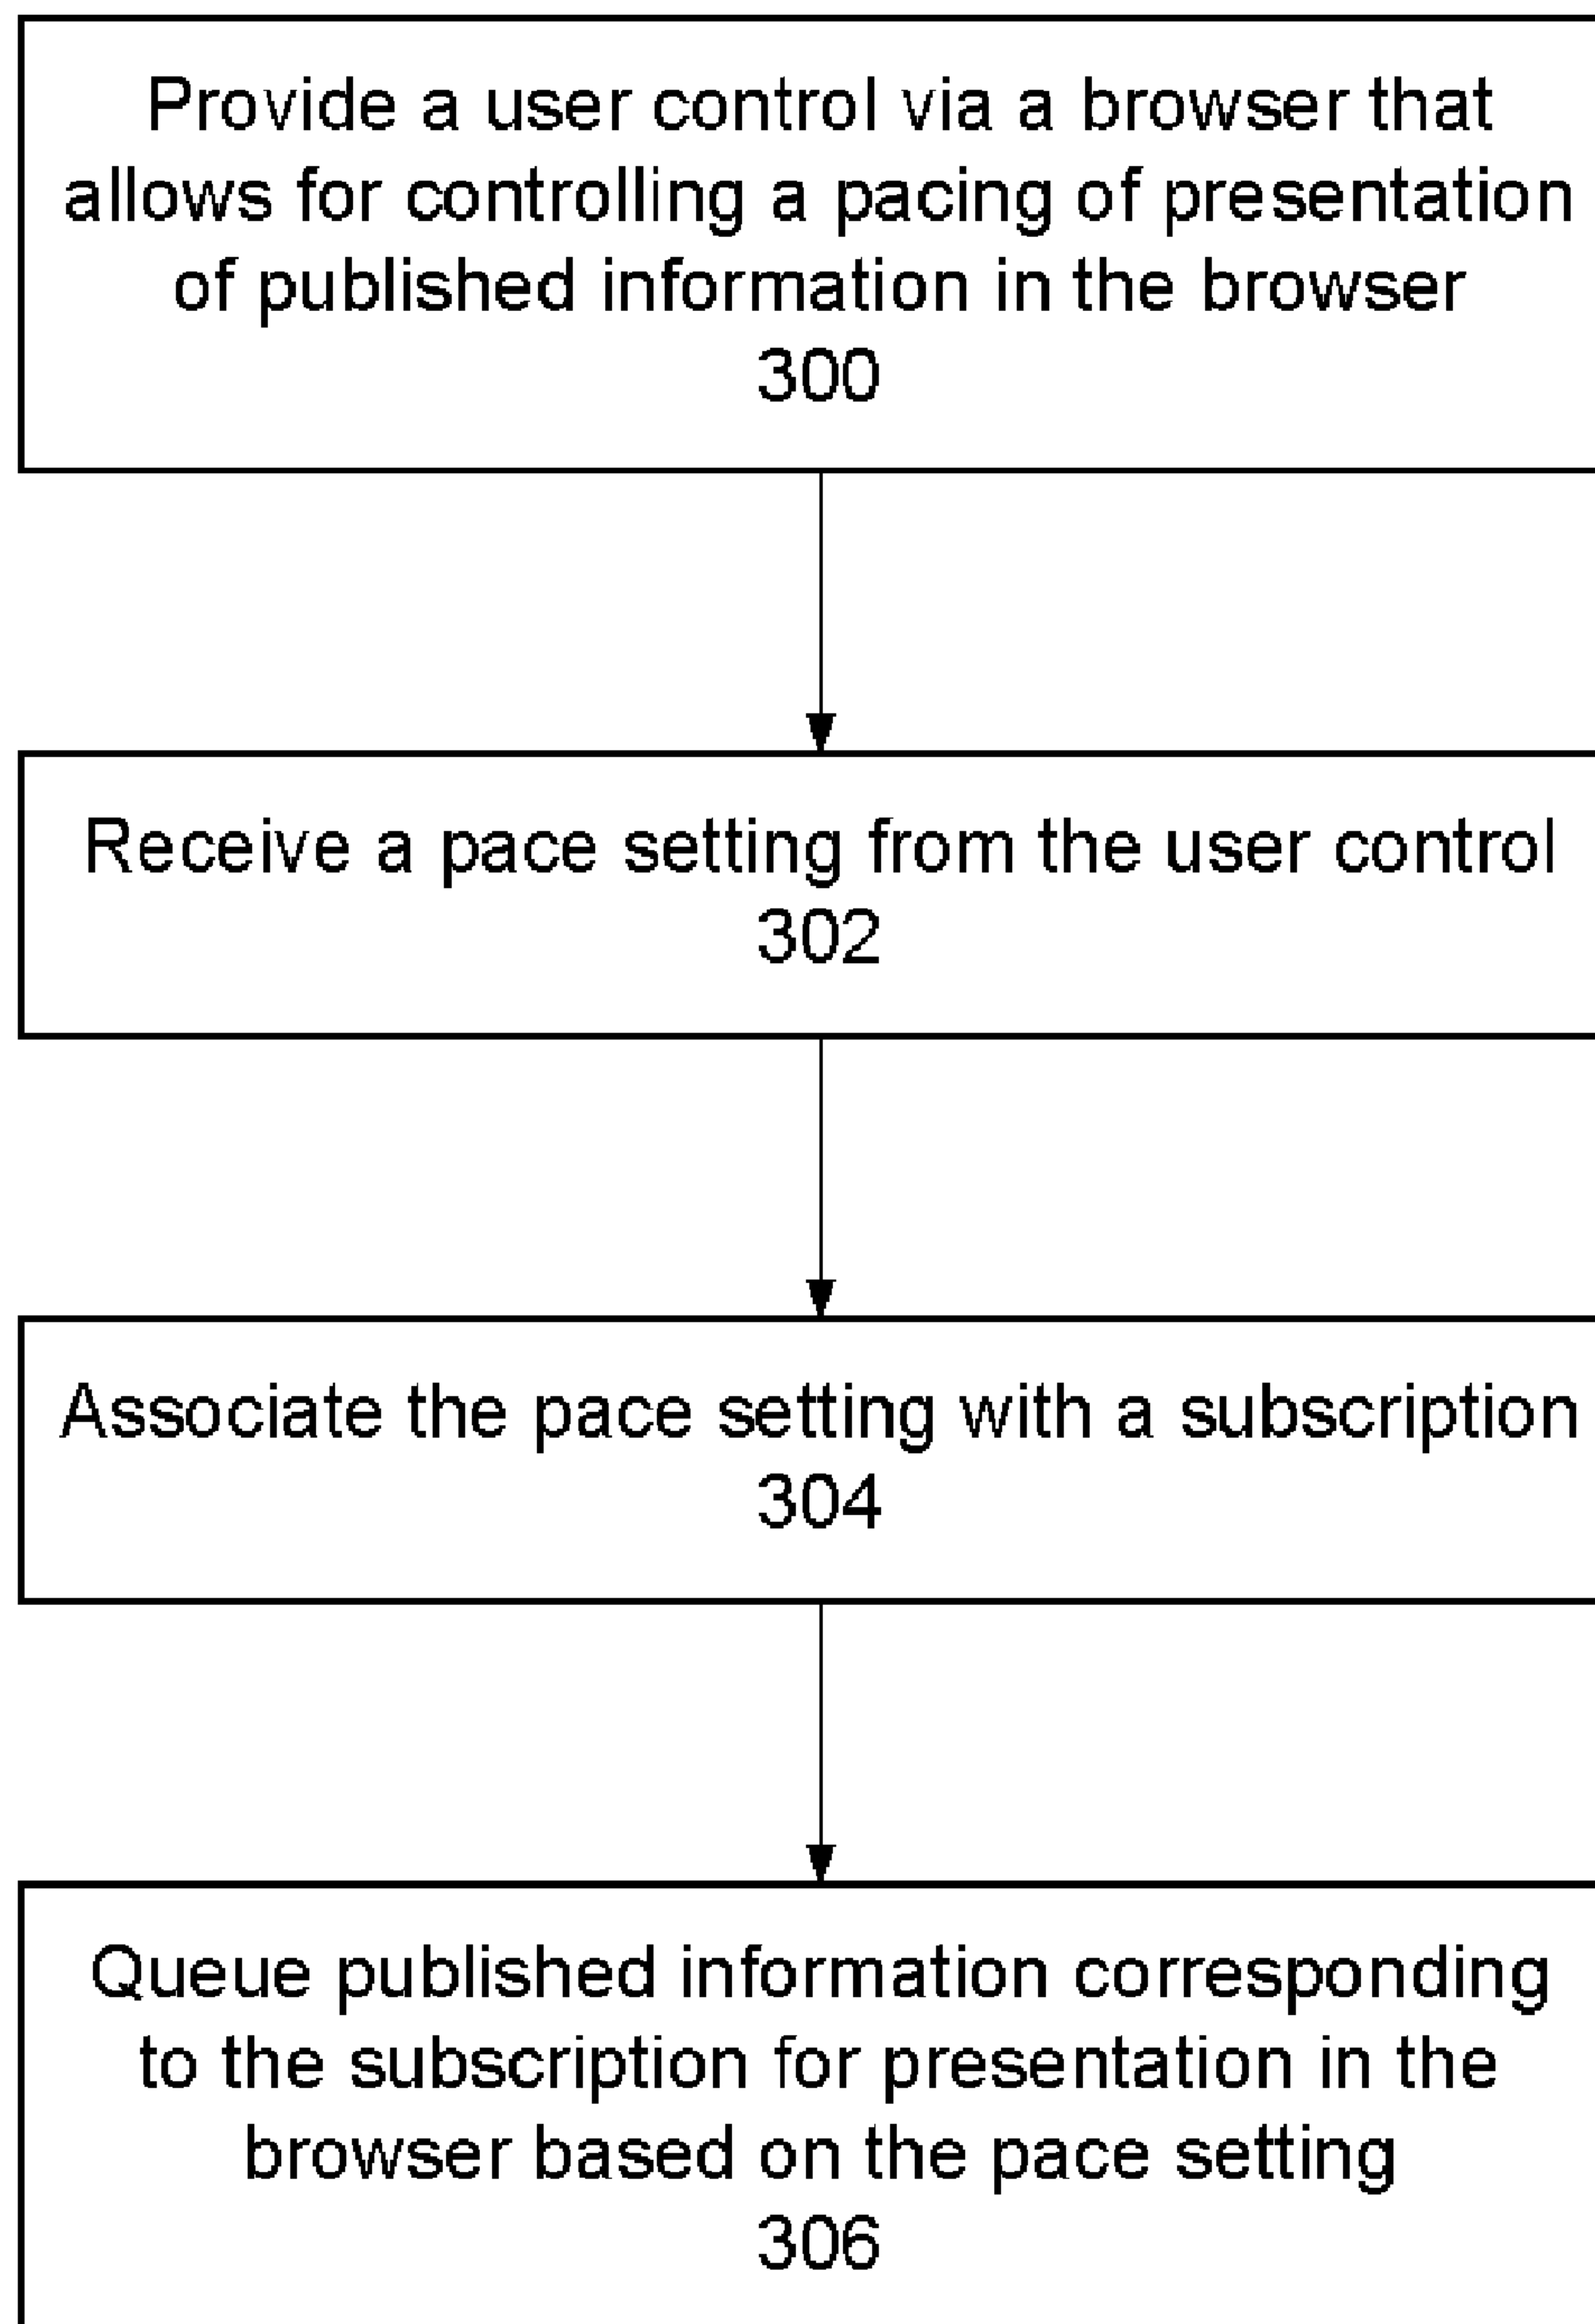 Provide a user control via a browser that
allows for controlling a pacing of presentation
of published information in the browser
300
Receive a pace setting from the user control
302
Associate the pace setting with a subscription
304
Queue published information corresponding
to the subscription for presentation in the
browser based on the pace setting
306